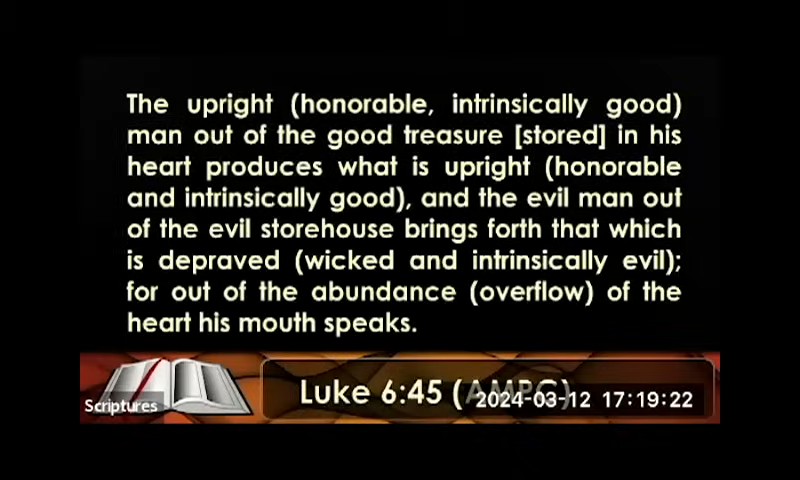 The upright (honorable, intrinsically good)
man out of the good treasure [stored] in his
heart produces what is upright (honorable
and intrinsically good), and the evil man out
of the evil storehouse brings forth that which
is depraved (wicked and intrinsically evil);
for out of the abundance (overflow) of the
heart his mouth speaks.
Luke 6:45 (AMPC)
2024-03-12 17:19:22
Scriptures